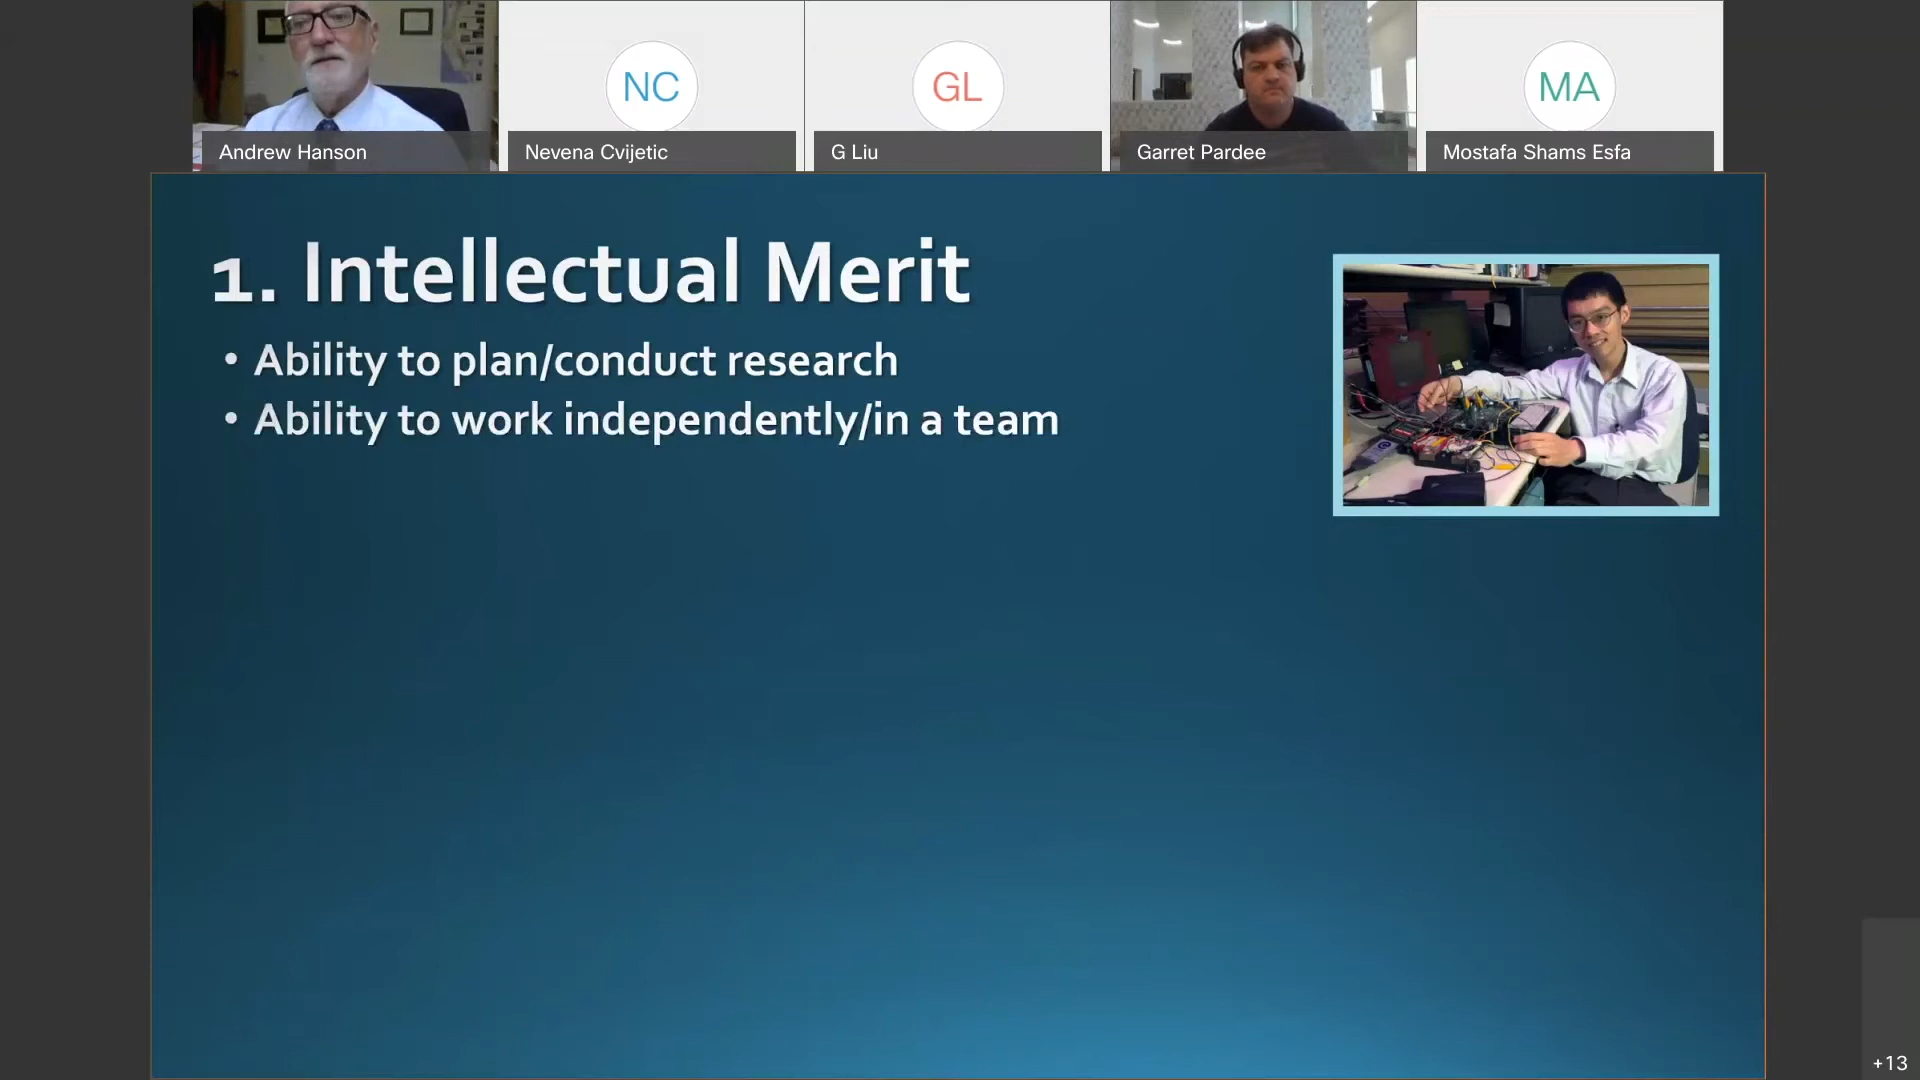 NC
GL
MA
Andrew Hanson
Nevena Cvijetic
G Liu
Garret Pardee
Mostafa Shams Esfa
1. Intellectual Merit
• Ability to plan/conduct research
• Ability to work independently/in a team
+13